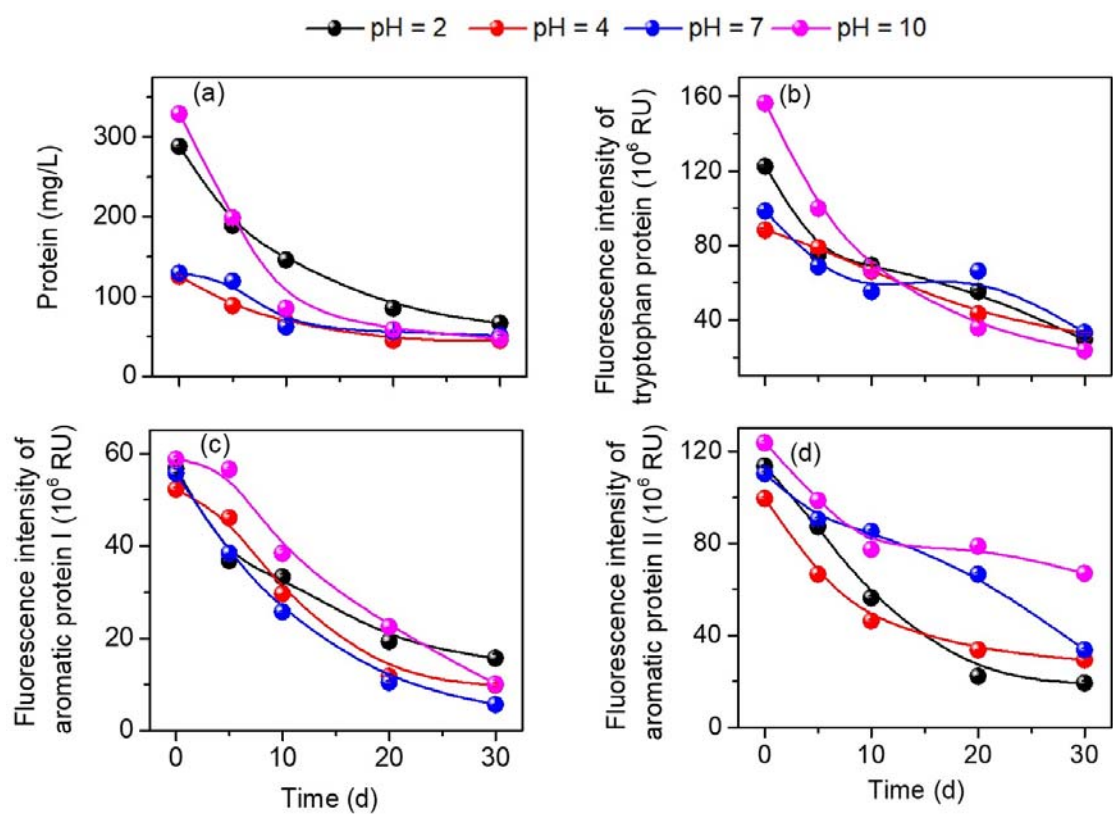 pH = 2 pH = 4 pH = 7 pH = 10
(a)
Protein (mg/L)
300
200
100
0
(b)
Fluorescence intensity of
tryptophan protein (10⁶ RU)
160
120
80
40
(c)
Fluorescence intensity of
aromatic protein I (10⁶ RU)
60
40
20
0
0 10 20 30
Time (d)
(d)
Fluorescence intensity of
aromatic protein II (10⁶ RU)
120
80
40
0
0 10 20 30
Time (d)